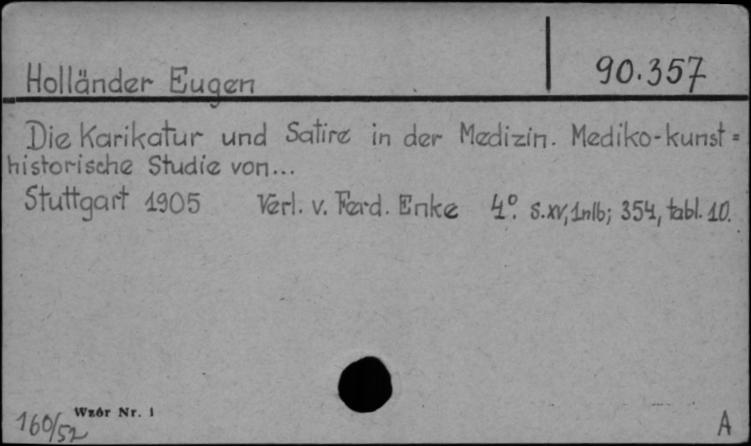 Holländer Eugen 90.357
Die Karikatur und Satire in der Medizin. Mediko-kunst=
historische Studie von...
Stuttgart 1905 Verl. v. Ferd. Enke 4º. S.XV,1nlb; 354, tabl. 10.
Wzór Nr. 1
160/52
A